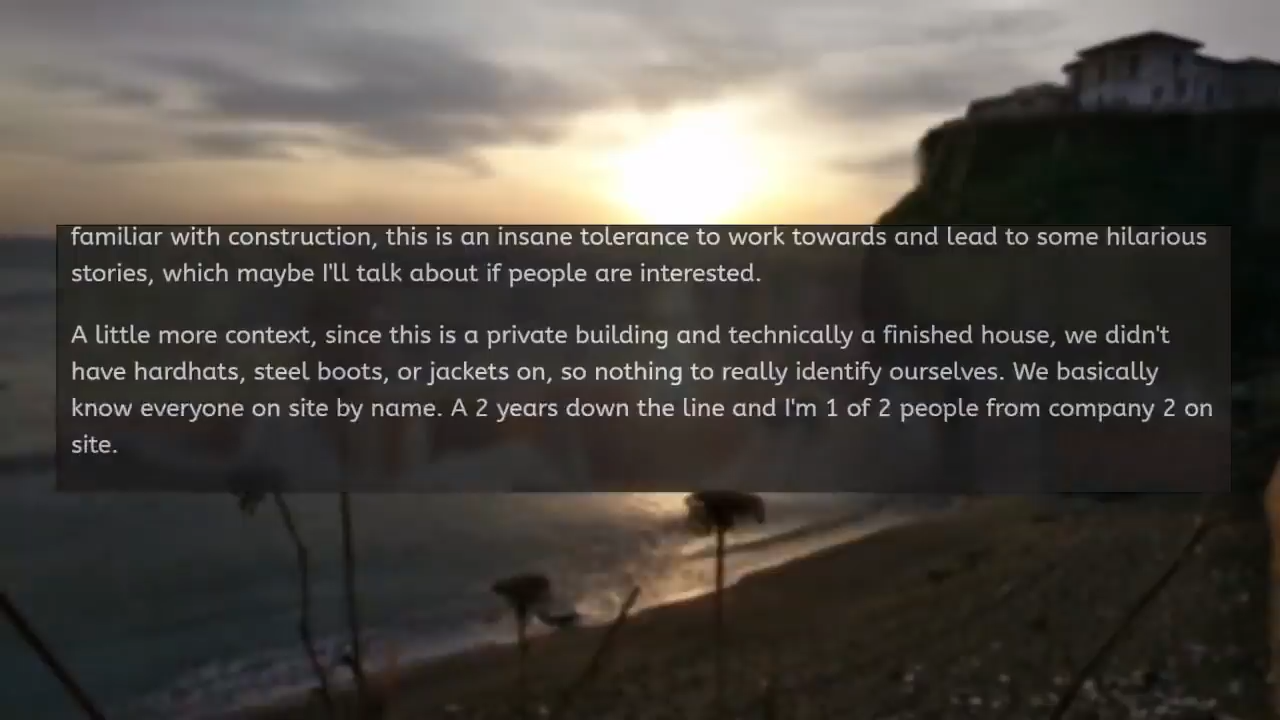 familiar with construction, this is an insane tolerance to work towards and lead to some hilarious
stories, which maybe I'll talk about if people are interested.
A little more context, since this is a private building and technically a finished house, we didn't
have hardhats, steel boots, or jackets on, so nothing to really identify ourselves. We basically
know everyone on site by name. A 2 years down the line and I'm 1 of 2 people from company 2 on
site.